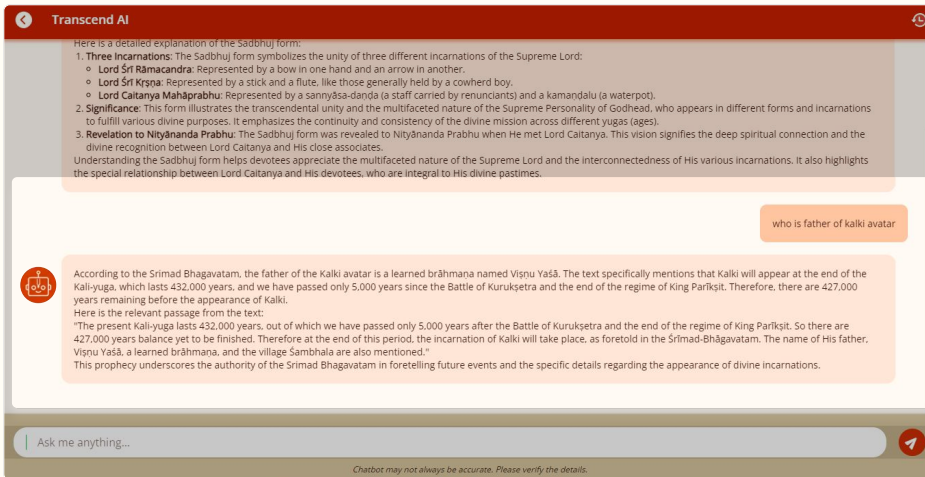 Transcend AI
Here is a detailed explanation of the Sadbhuj form:
1. Three Incarnations: The Sadbhuj form symbolizes the unity of three different incarnations of the Supreme Lord:
Lord Śrī Rāmacandra: Represented by a bow in one hand and an arrow in another.
Lord Śrī Kṛṣṇa: Represented by a stick and a flute, like those generally held by a cowherd boy.
Lord Caitanya Mahāprabhu: Represented by a sannyāsa-daṇḍa (a staff carried by renunciants) and a kamaṇḍalu (a waterpot).
2. Significance: This form illustrates the transcendental unity and the multifaceted nature of the Supreme Personality of Godhead, who appears in different forms and incarnations
to fulfill various divine purposes. It emphasizes the continuity and consistency of the divine mission across different yugas (ages).
3. Revelation to Nityānanda Prabhu: The Sadbhuj form was revealed to Nityānanda Prabhu when He met Lord Caitanya. This vision signifies the deep spiritual connection and the
divine recognition between Lord Caitanya and His close associates.
Understanding the Sadbhuj form helps devotees appreciate the multifaceted nature of the Supreme Lord and the interconnectedness of His various incarnations. It also highlights
the special relationship between Lord Caitanya and His devotees, who are integral to His divine pastimes.
who is father of kalki avatar
According to the Srimad Bhagavatam, the father of the Kalki avatar is a learned brāhmaṇa named Viṣṇu Yaśā. The text specifically mentions that Kalki will appear at the end of the
Kali-yuga, which lasts 432,000 years, and we have passed only 5,000 years since the Battle of Kurukṣetra and the end of the regime of King Parīkṣit. Therefore, there are 427,000
years remaining before the appearance of Kalki.
Here is the relevant passage from the text:
"The present Kali-yuga lasts 432,000 years, out of which we have passed only 5,000 years after the Battle of Kurukṣetra and the end of the regime of King Parīkṣit. So there are
427,000 years balance yet to be finished. Therefore at the end of this period, the incarnation of Kalki will take place, as foretold in the Śrīmad-Bhāgavatam. The name of His father,
Viṣṇu Yaśā, a learned brāhmaṇa, and the village Śambhala are also mentioned."
This prophecy underscores the authority of the Srimad Bhagavatam in foretelling future events and the specific details regarding the appearance of divine incarnations.
Ask me anything...
Chatbot may not always be accurate. Please verify the details.